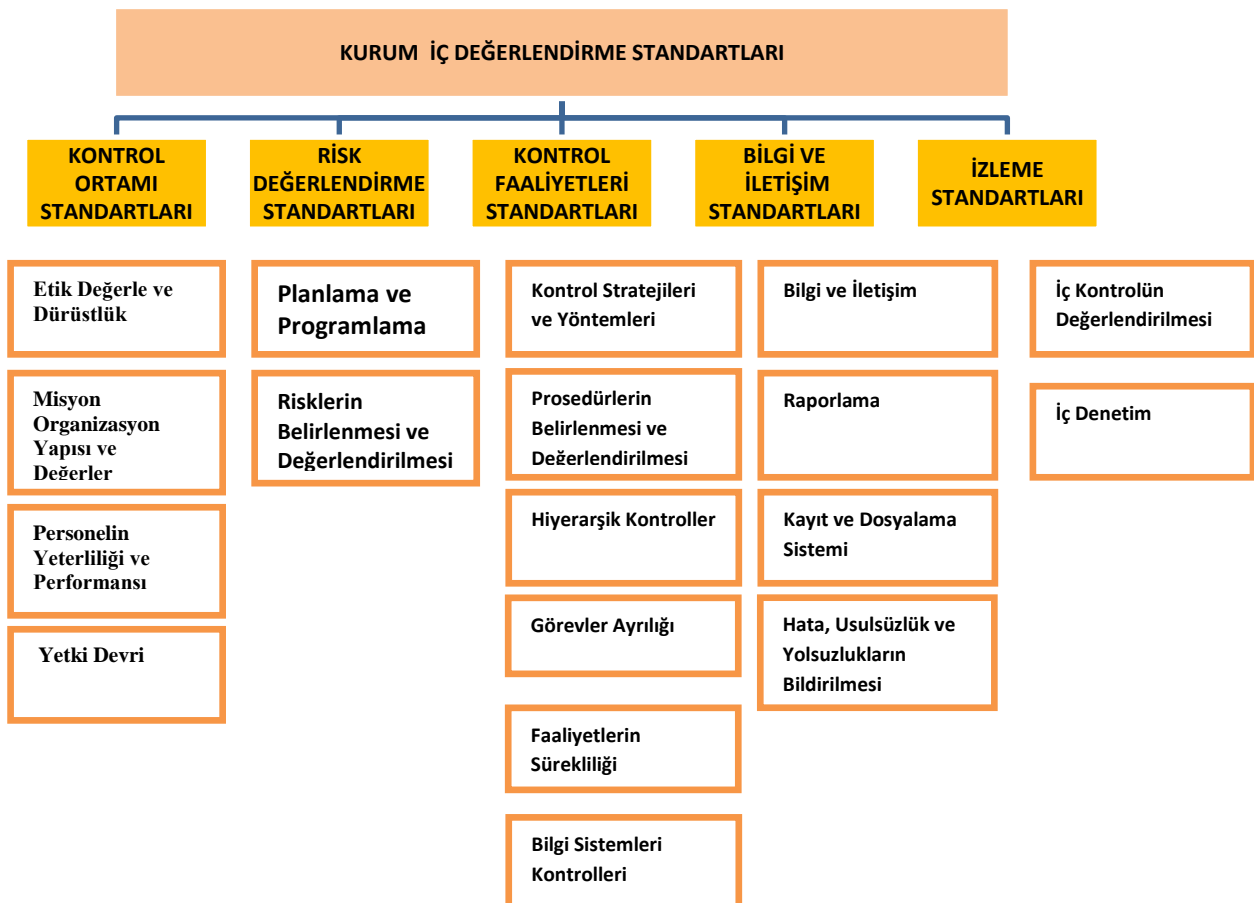 KURUM İÇ DEĞERLENDİRME STANDARTLARI
KONTROL
ORTAMI
STANDARTLARI
RİSK
DEĞERLENDİRME
STANDARTLARI
KONTROL
FAALİYETLERİ
STANDARTLARI
BİLGİ VE
İLETİŞİM
STANDARTLARI
İZLEME
STANDARTLARI
Etik Değerle ve
Dürüstlük
Misyon
Organizasyon
Yapısı ve
Değerler
Personelin
Yeterliliği ve
Performansı
Yetki Devri
Planlama ve
Programlama
Risklerin
Belirlenmesi ve
Değerlendirilmesi
Kontrol Stratejileri
ve Yöntemleri
Prosedürlerin
Belirlenmesi ve
Değerlendirilmesi
Hiyerarşik Kontroller
Görevler Ayrılığı
Faaliyetlerin
Sürekliliği
Bilgi Sistemleri
Kontrolleri
Bilgi ve İletişim
Raporlama
Kayıt ve Dosyalama
Sistemi
Hata, Usulsüzlük ve
Yolsuzlukların
Bildirilmesi
İç Kontrolün
Değerlendirilmesi
İç Denetim